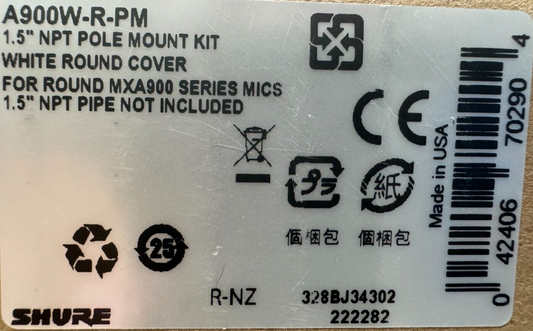 A900W-R-PM
1.5" NPT POLE MOUNT KIT
WHITE ROUND COVER
FOR ROUND MXA900 SERIES MICS
1.5" NPT PIPE NOT INCLUDED
CE
プラ
紙
個梱包 個梱包
25
Made in USA
0 42406 70290 4
R-NZ
328BJ34302
222282
SHURE